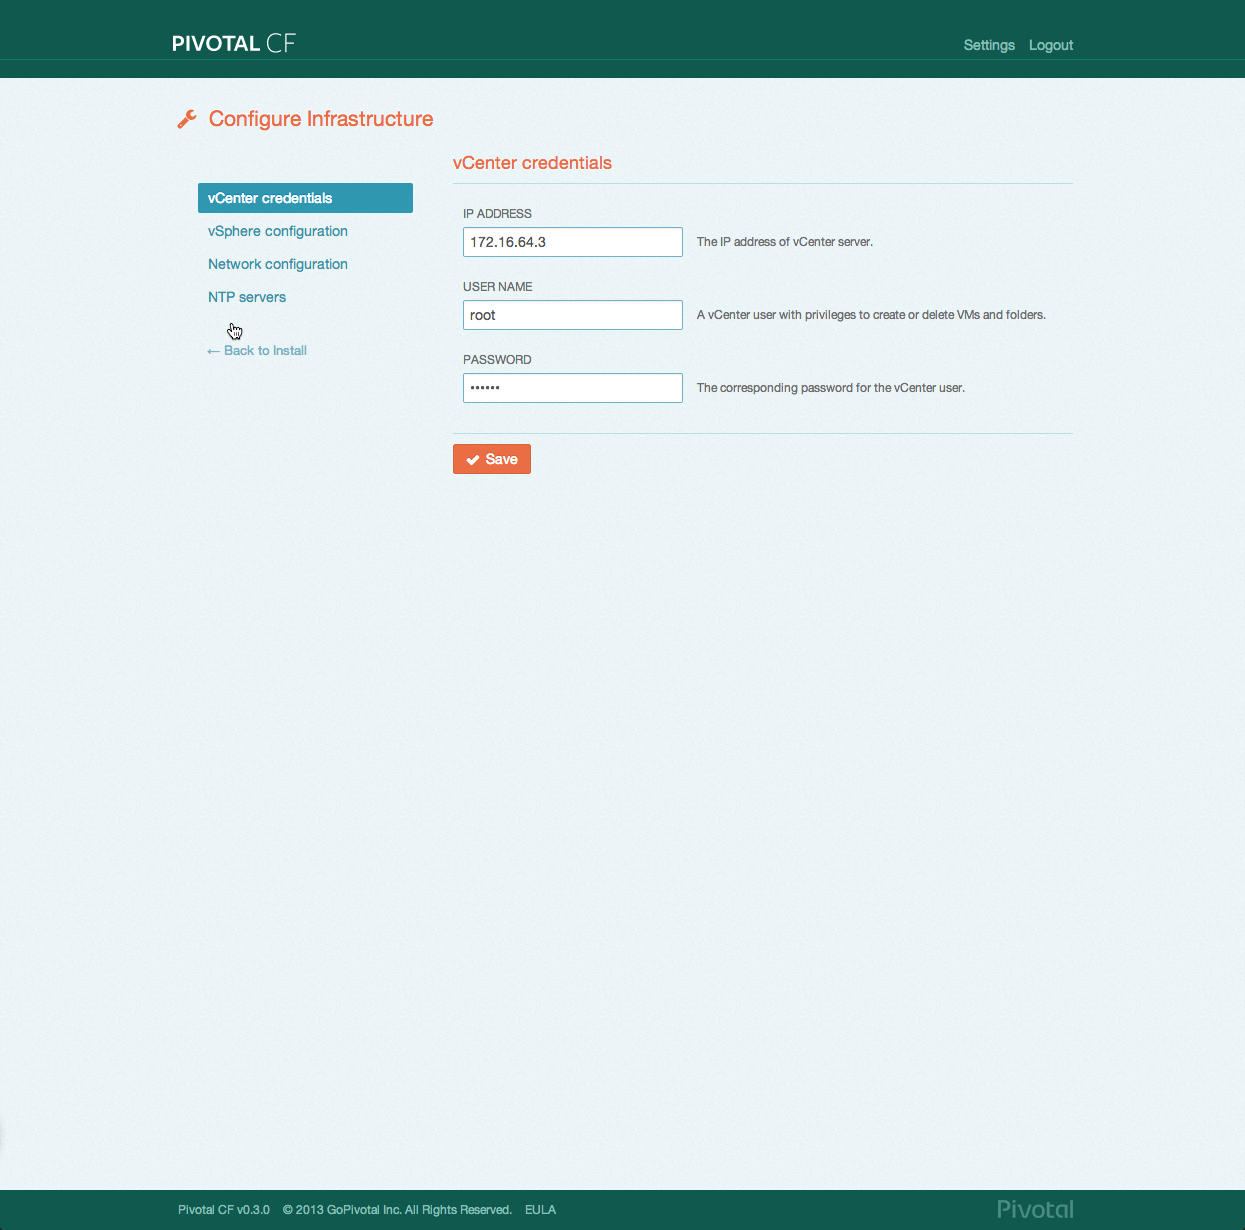 PIVOTAL CF
Settings Logout
Configure Infrastructure
vCenter credentials
vSphere configuration
Network configuration
NTP servers
← Back to Install
vCenter credentials
IP ADDRESS
172.16.64.3 The IP address of vCenter server.
USER NAME
root A vCenter user with privileges to create or delete VMs and folders.
PASSWORD
•••••• The corresponding password for the vCenter user.
Save
Pivotal CF v0.3.0 © 2013 GoPivotal Inc. All Rights Reserved. EULA
Pivotal